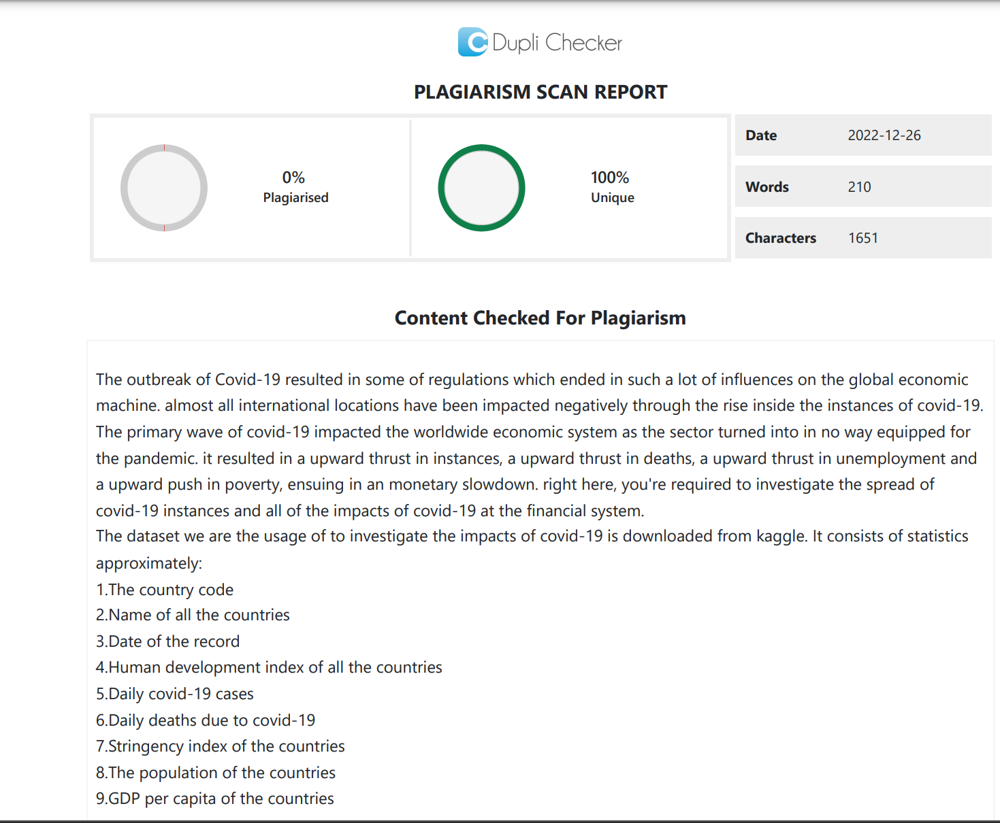 Dupli Checker
PLAGIARISM SCAN REPORT
0%
Plagiarised
100%
Unique
Date 2022-12-26
Words 210
Characters 1651
Content Checked For Plagiarism
The outbreak of Covid-19 resulted in some of regulations which ended in such a lot of influences on the global economic
machine. almost all international locations have been impacted negatively through the rise inside the instances of covid-19.
The primary wave of covid-19 impacted the worldwide economic system as the sector turned into in no way equipped for
the pandemic. it resulted in a upward thrust in instances, a upward thrust in deaths, a upward thrust in unemployment and
a upward push in poverty, ensuing in an monetary slowdown. right here, you're required to investigate the spread of
covid-19 instances and all of the impacts of covid-19 at the financial system.
The dataset we are the usage of to investigate the impacts of covid-19 is downloaded from kaggle. It consists of statistics
approximately:
1.The country code
2.Name of all the countries
3.Date of the record
4.Human development index of all the countries
5.Daily covid-19 cases
6.Daily deaths due to covid-19
7.Stringency index of the countries
8.The population of the countries
9.GDP per capita of the countries